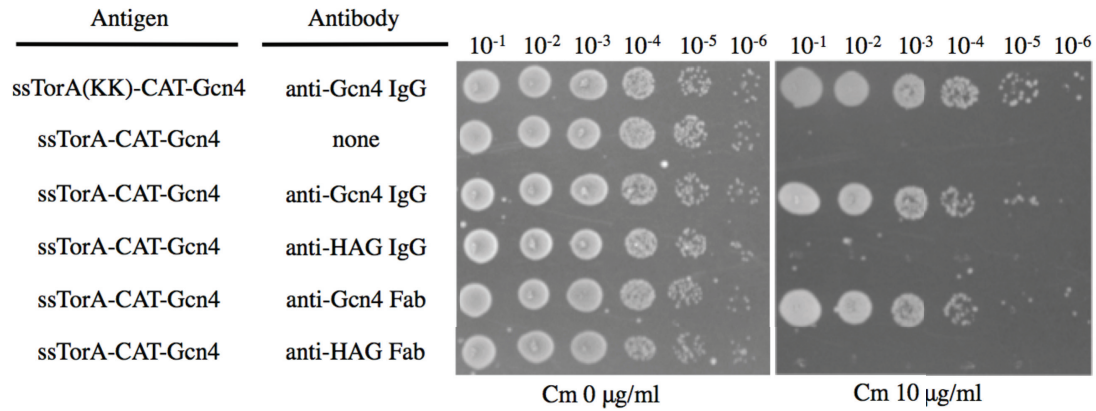 Antigen Antibody
10-1 10-2 10-3 10-4 10-5 10-6 10-1 10-2 10-3 10-4 10-5 10-6
ssTorA(KK)-CAT-Gcn4 anti-Gcn4 IgG
ssTorA-CAT-Gcn4 none
ssTorA-CAT-Gcn4 anti-Gcn4 IgG
ssTorA-CAT-Gcn4 anti-HAG IgG
ssTorA-CAT-Gcn4 anti-Gcn4 Fab
ssTorA-CAT-Gcn4 anti-HAG Fab
Cm 0 µg/ml Cm 10 µg/ml